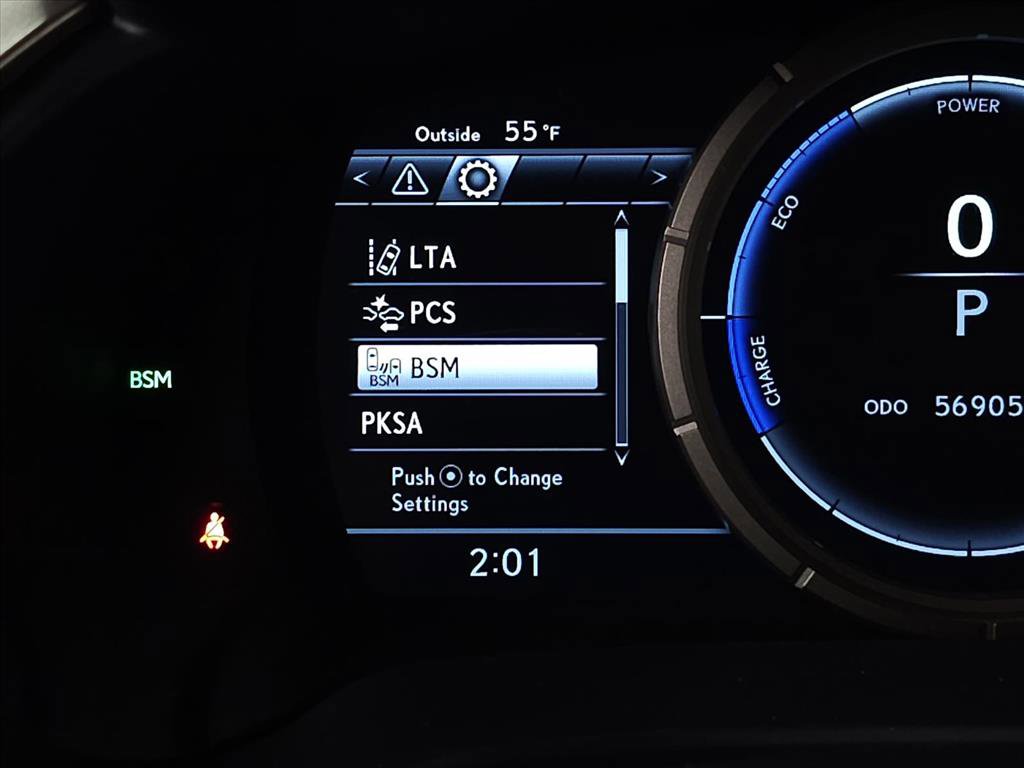 Outside 55°F
< >
LTA
PCS
BSM BSM
PKSA
Push to Change
Settings
2:01
BSM
POWER
ECO
CHARGE
0
P
ODO 56905